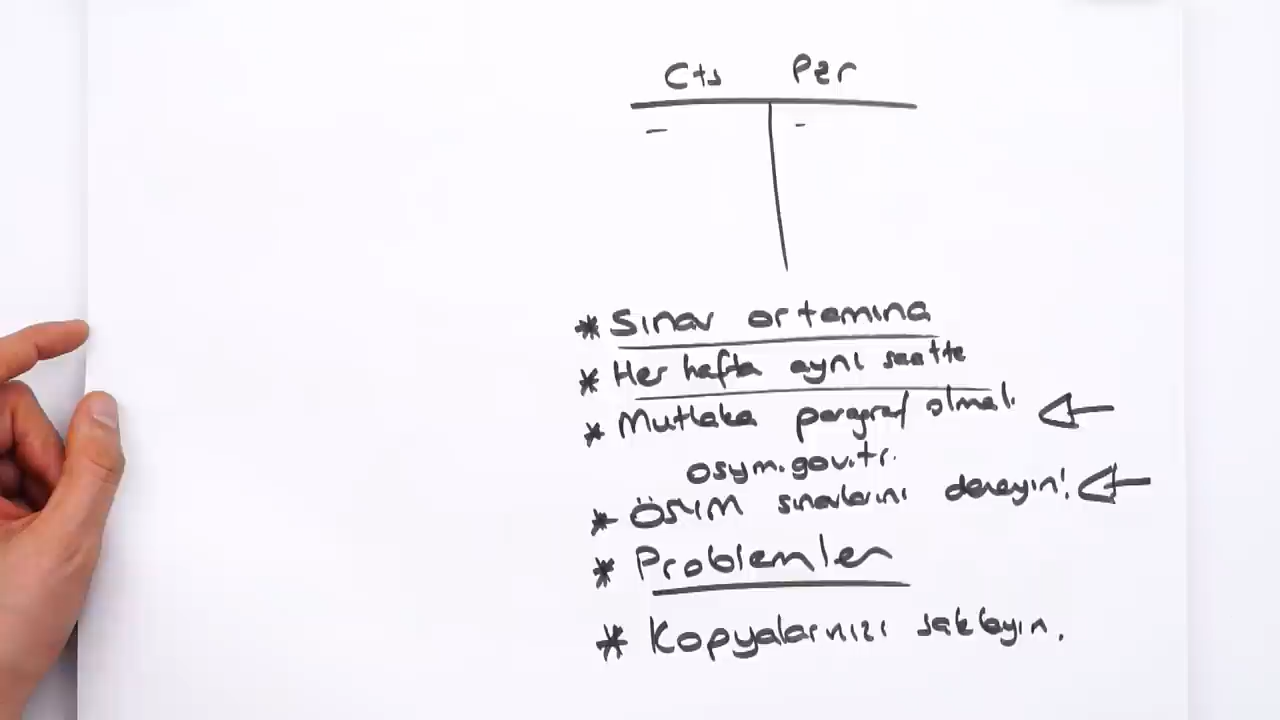 Cts Per
- -
* Sınav ortamına
* Her hafta aynı saatte
* Mutlaka paragraf olmalı
osym.gov.tr.
* ÖSYM sınavlarını deneyin!
* Problemler
* Kopyalarınızı saklayın.